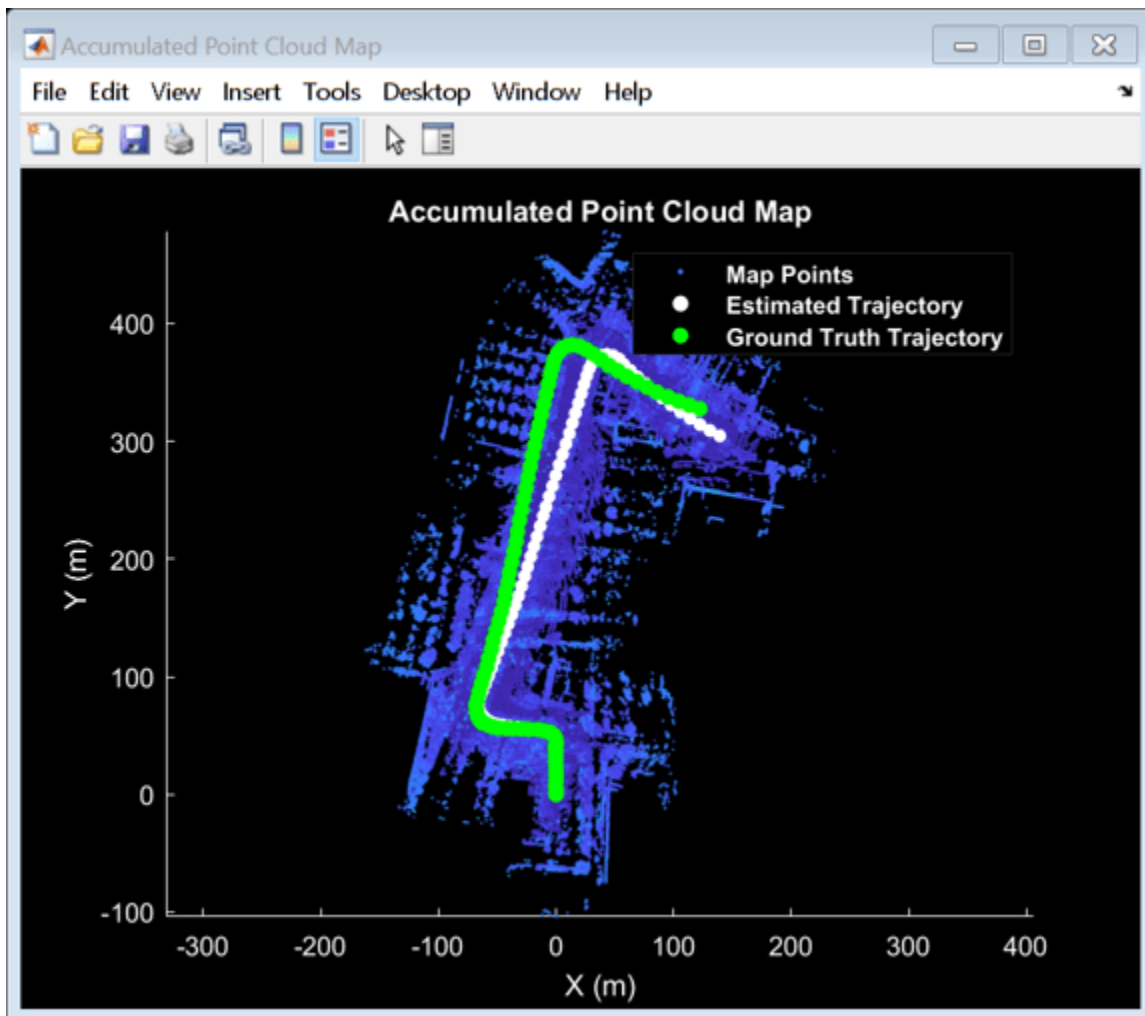 Accumulated Point Cloud Map
File Edit View Insert Tools Desktop Window Help
Accumulated Point Cloud Map
Map Points
Estimated Trajectory
Ground Truth Trajectory
400
300
200
100
0
-100
Y (m)
-300 -200 -100 0 100 200 300 400
X (m)